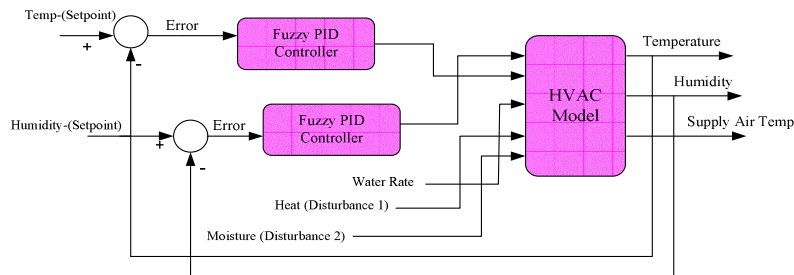 Temp-(Setpoint)
+
-
Error
Fuzzy PID
Controller
Humidity-(Setpoint)
+
-
Error
Fuzzy PID
Controller
HVAC
Model
Temperature
Humidity
Supply Air Temp
Water Rate
Heat (Disturbance 1)
Moisture (Disturbance 2)